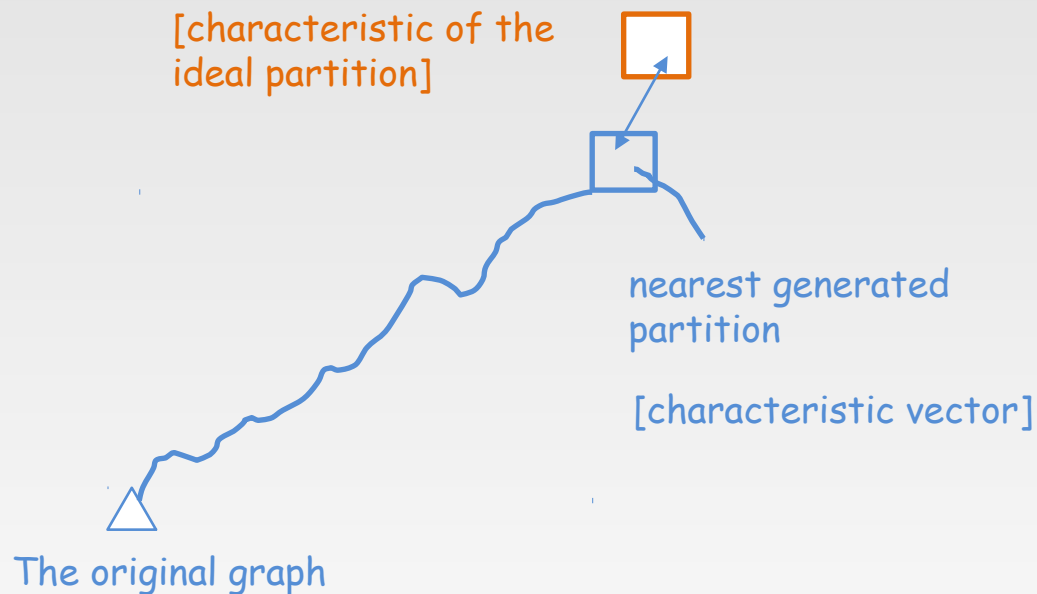 [characteristic of the
ideal partition]
nearest generated
partition
[characteristic vector]
The original graph